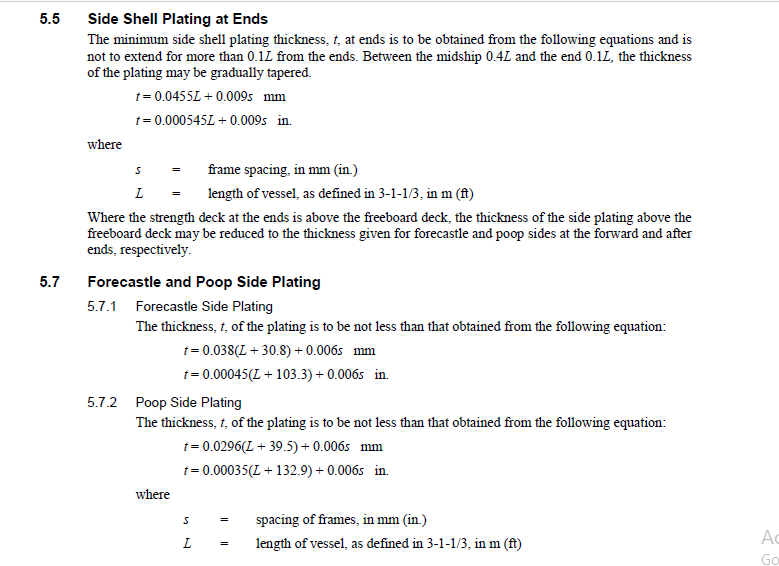 5.5 Side Shell Plating at Ends
The minimum side shell plating thickness, t, at ends is to be obtained from the following equations and is
not to extend for more than 0.1L from the ends. Between the midship 0.4L and the end 0.1L, the thickness
of the plating may be gradually tapered.
t = 0.0455L + 0.009s mm
t = 0.000545L + 0.009s in.
where
s = frame spacing, in mm (in.)
L = length of vessel, as defined in 3-1-1/3, in m (ft)
Where the strength deck at the ends is above the freeboard deck, the thickness of the side plating above the
freeboard deck may be reduced to the thickness given for forecastle and poop sides at the forward and after
ends, respectively.
5.7 Forecastle and Poop Side Plating
5.7.1 Forecastle Side Plating
The thickness, t, of the plating is to be not less than that obtained from the following equation:
t = 0.038(L + 30.8) + 0.006s mm
t = 0.00045(L + 103.3) + 0.006s in.
5.7.2 Poop Side Plating
The thickness, t, of the plating is to be not less than that obtained from the following equation:
t = 0.0296(L + 39.5) + 0.006s mm
t = 0.00035(L + 132.9) + 0.006s in.
where
s = spacing of frames, in mm (in.)
L = length of vessel, as defined in 3-1-1/3, in m (ft)
Ac
Go